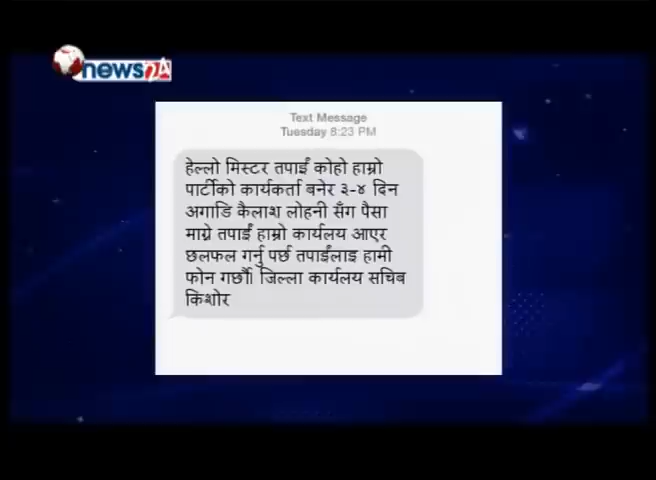 news24
Text Message
Tuesday 8:23 PM
हेल्लो मिस्टर तपाईं कोहो हाम्रो
पार्टीको कार्यकर्ता बनेर ३-४ दिन
अगाडि कैलाश लोहनी सँग पैसा
माग्ने तपाईं हाम्रो कार्यलय आएर
छलफल गर्नु पर्छ तपाईंलाइ हामी
फोन गर्छौ। जिल्ला कार्यलय सचिब
किशोर